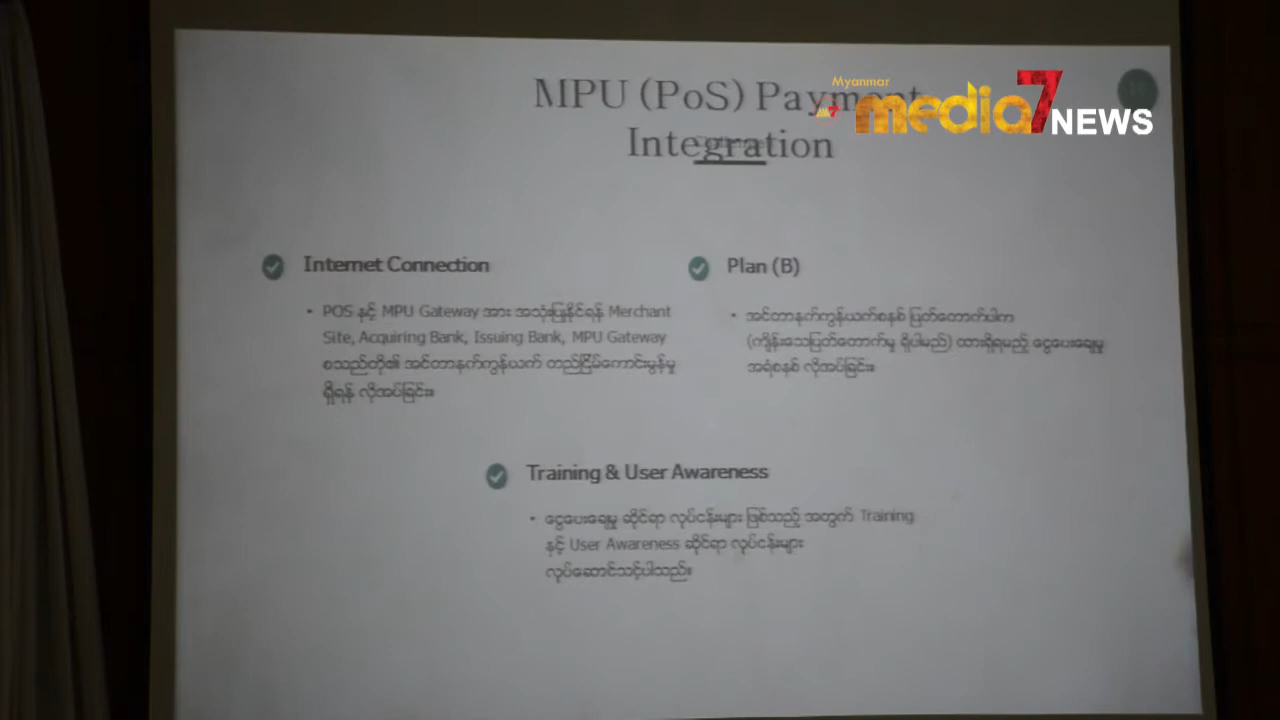 MPU (PoS) Payment
Integration
Myanmar
media7 NEWS
Internet Connection
• POS နှင့် MPU Gateway အား အသုံးပြုနိုင်ရန် Merchant
Site, Acquiring Bank, Issuing Bank, MPU Gateway
စသည်တို့၏ အင်တာနက်ကွန်ယက် တည်ငြိမ်ကောင်းမွန်မှု
ရှိရန် လိုအပ်ခြင်း။
Plan (B)
• အင်တာနက်ကွန်ယက်စနစ် ပြတ်တောက်ပါက
(ကျိန်းသေပြတ်တောက်မှု ရှိပါမည်) ထားရှိရမည့် ငွေပေးချေမှု
အရံစနစ် လိုအပ်ခြင်း။
Training & User Awareness
• ငွေပေးချေမှု ဆိုင်ရာ လုပ်ငန်းများ ဖြစ်သည့် အတွက် Training
နှင့် User Awareness ဆိုင်ရာ လုပ်ငန်းများ
လုပ်ဆောင်သင့်ပါသည်။